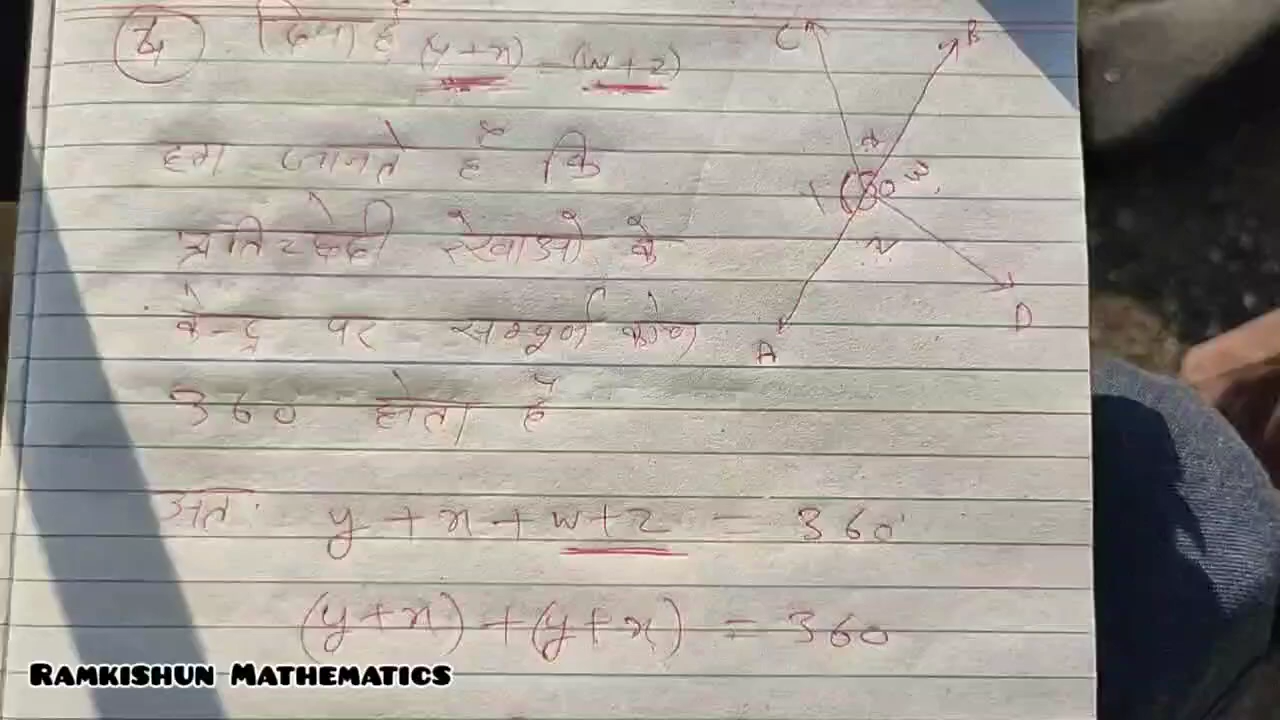 दिया है (y+x) = (w+z)
हम जानते है कि
प्रतिच्छेदी रेखाओ के
केन्द्र पर सम्पूर्ण कोण
360 होता है
अतः y + x + w+z = 360°
(y+x) + (y+x) = 360
C
B
x
Y
O
w
z
A
D
RAMKISHUN MATHEMATICS